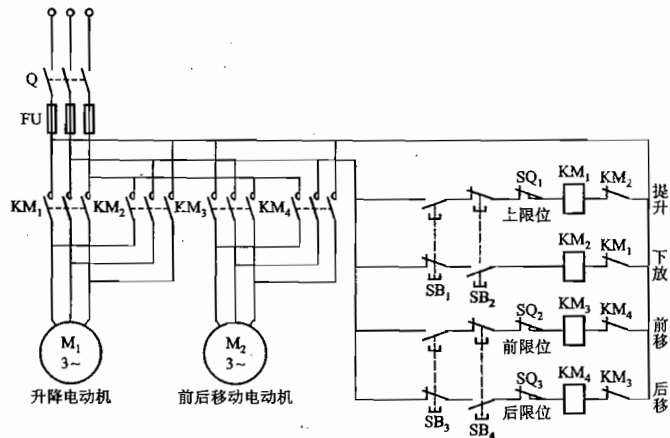 Q
FU
KM₁
KM₂
KM₃
KM₄
M₁
3~
升降电动机
M₂
3~
前后移动电动机
SQ₁
KM₁
KM₂
上限位
提升
KM₂
KM₁
下放
SB₁
SB₂
SQ₂
KM₃
KM₄
前限位
前移
SQ₃
KM₄
KM₃
后限位
后移
SB₃
SB₄